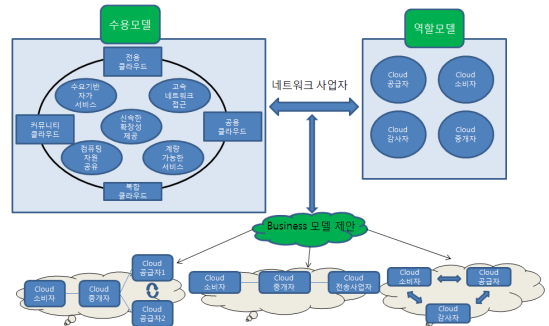 수용모델
역할모델
전용
클라우드
수요기반
자가
서비스
고속
네트워크
접근
커뮤니티
클라우드
신속한
확장성
제공
공용
클라우드
컴퓨팅
자원
공유
계량
가능한
서비스
복합
클라우드
네트워크 사업자
Cloud
공급자
Cloud
소비자
Cloud
감사자
Cloud
중개자
Business 모델 제안
Cloud
소비자
Cloud
중개자
Cloud
공급자1
Cloud
공급자2
Cloud
소비자
Cloud
중개자
Cloud
전송사업자
Cloud
소비자
Cloud
공급자
Cloud
감사자